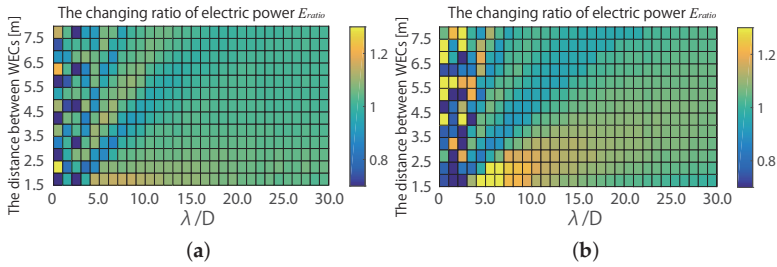 The changing ratio of electric power Eratio
The distance between WECs [m]
7.5
6.5
5.5
4.5
3.5
2.5
1.5
0 5.0 10.0 15.0 20.0 25.0 30.0
λ/D
1.2
1
0.8
(a)
The changing ratio of electric power Eratio
The distance between WECs [m]
7.5
6.5
5.5
4.5
3.5
2.5
1.5
0 5.0 10.0 15.0 20.0 25.0 30.0
λ/D
1.2
1
0.8
(b)